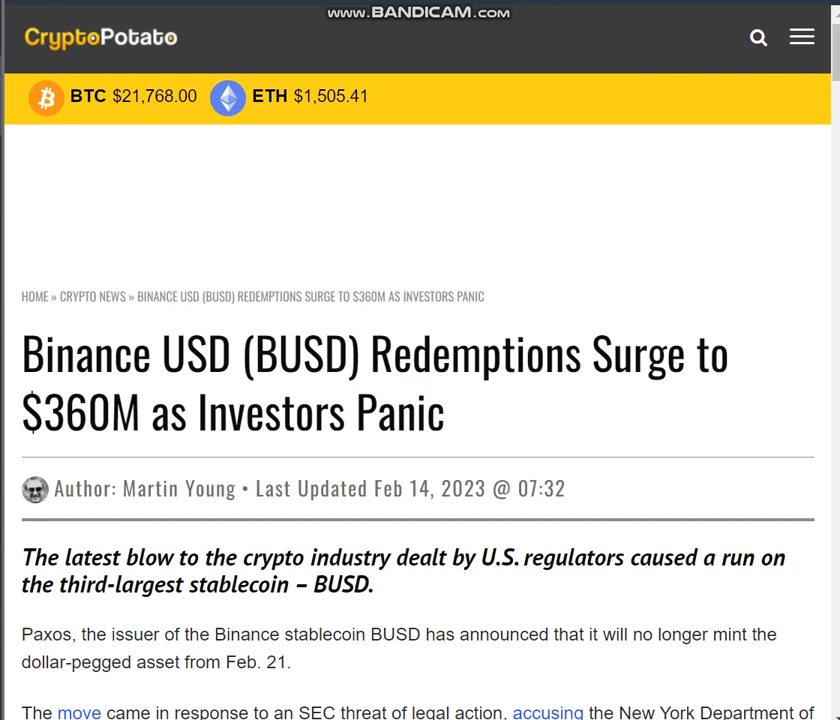 www.BANDICAM.com
CryptoPotato
BTC $21,768.00 ETH $1,505.41
HOME » CRYPTO NEWS » BINANCE USD (BUSD) REDEMPTIONS SURGE TO $360M AS INVESTORS PANIC
Binance USD (BUSD) Redemptions Surge to
$360M as Investors Panic
Author: Martin Young • Last Updated Feb 14, 2023 @ 07:32
The latest blow to the crypto industry dealt by U.S. regulators caused a run on
the third-largest stablecoin – BUSD.
Paxos, the issuer of the Binance stablecoin BUSD has announced that it will no longer mint the
dollar-pegged asset from Feb. 21.
The move came in response to an SEC threat of legal action, accusing the New York Department of